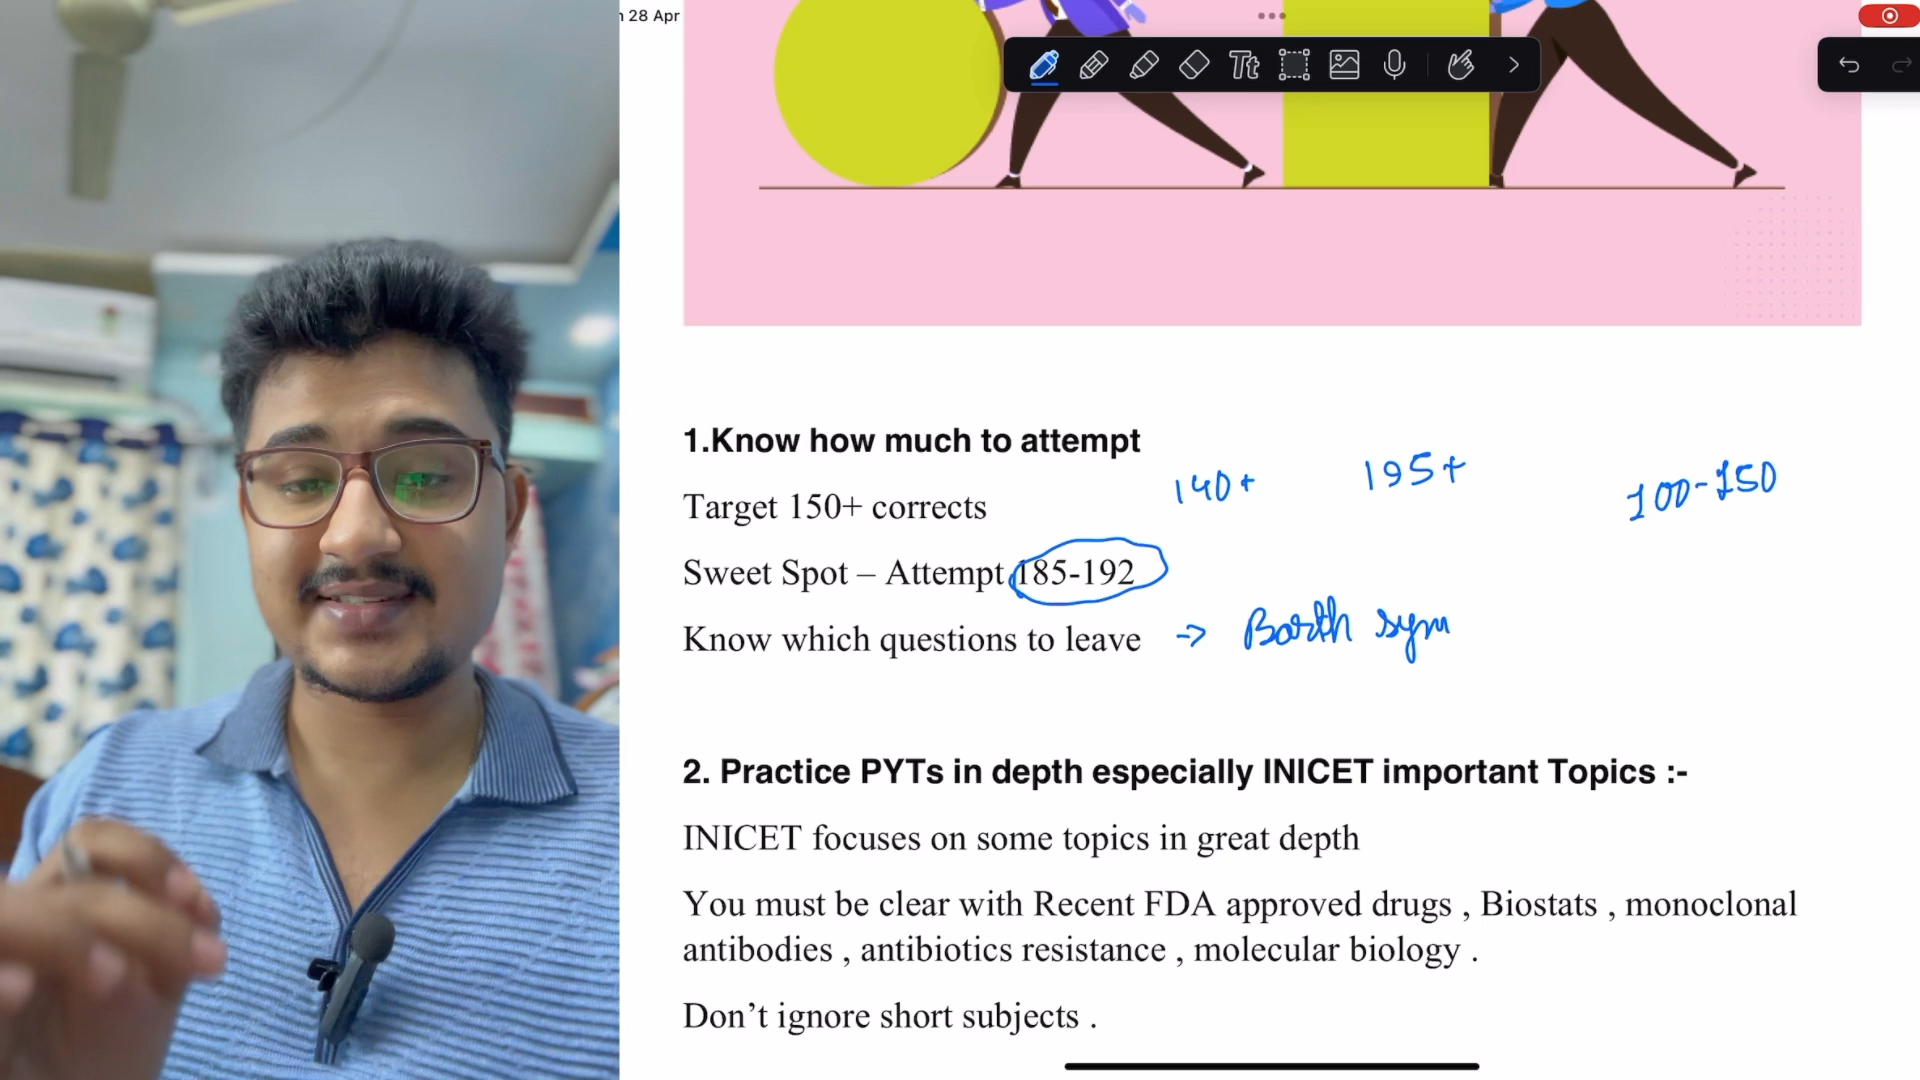 28 Apr
Tt
1.Know how much to attempt
Target 150+ corrects
140+
195+
100-150
Sweet Spot – Attempt 185-192
Know which questions to leave → Barth sym
2. Practice PYTs in depth especially INICET important Topics :-
INICET focuses on some topics in great depth
You must be clear with Recent FDA approved drugs , Biostats , monoclonal
antibodies , antibiotics resistance , molecular biology .
Don’t ignore short subjects .